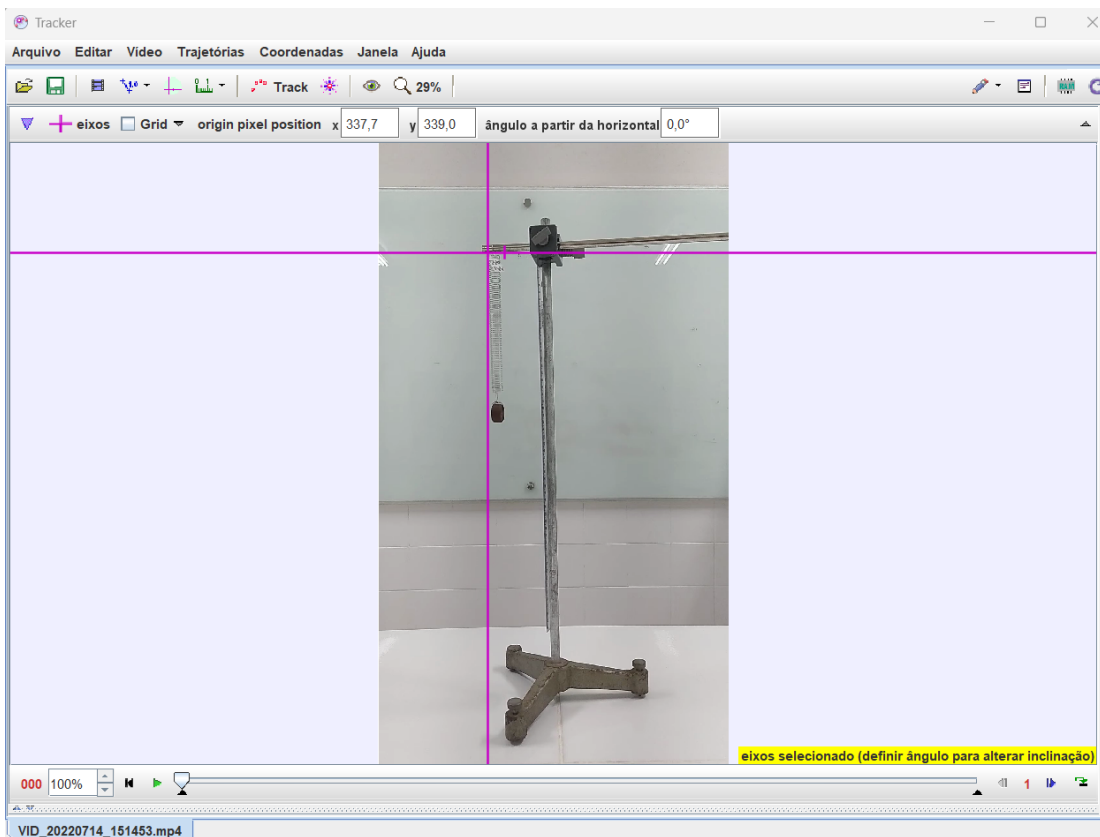 Tracker
Arquivo Editar Vídeo Trajetórias Coordenadas Janela Ajuda
Track 29%
eixos Grid origin pixel position x 337,7 y 339,0 ângulo a partir da horizontal 0,0°
eixos selecionado (definir ângulo para alterar inclinação)
000 100% 1
VID_20220714_151453.mp4